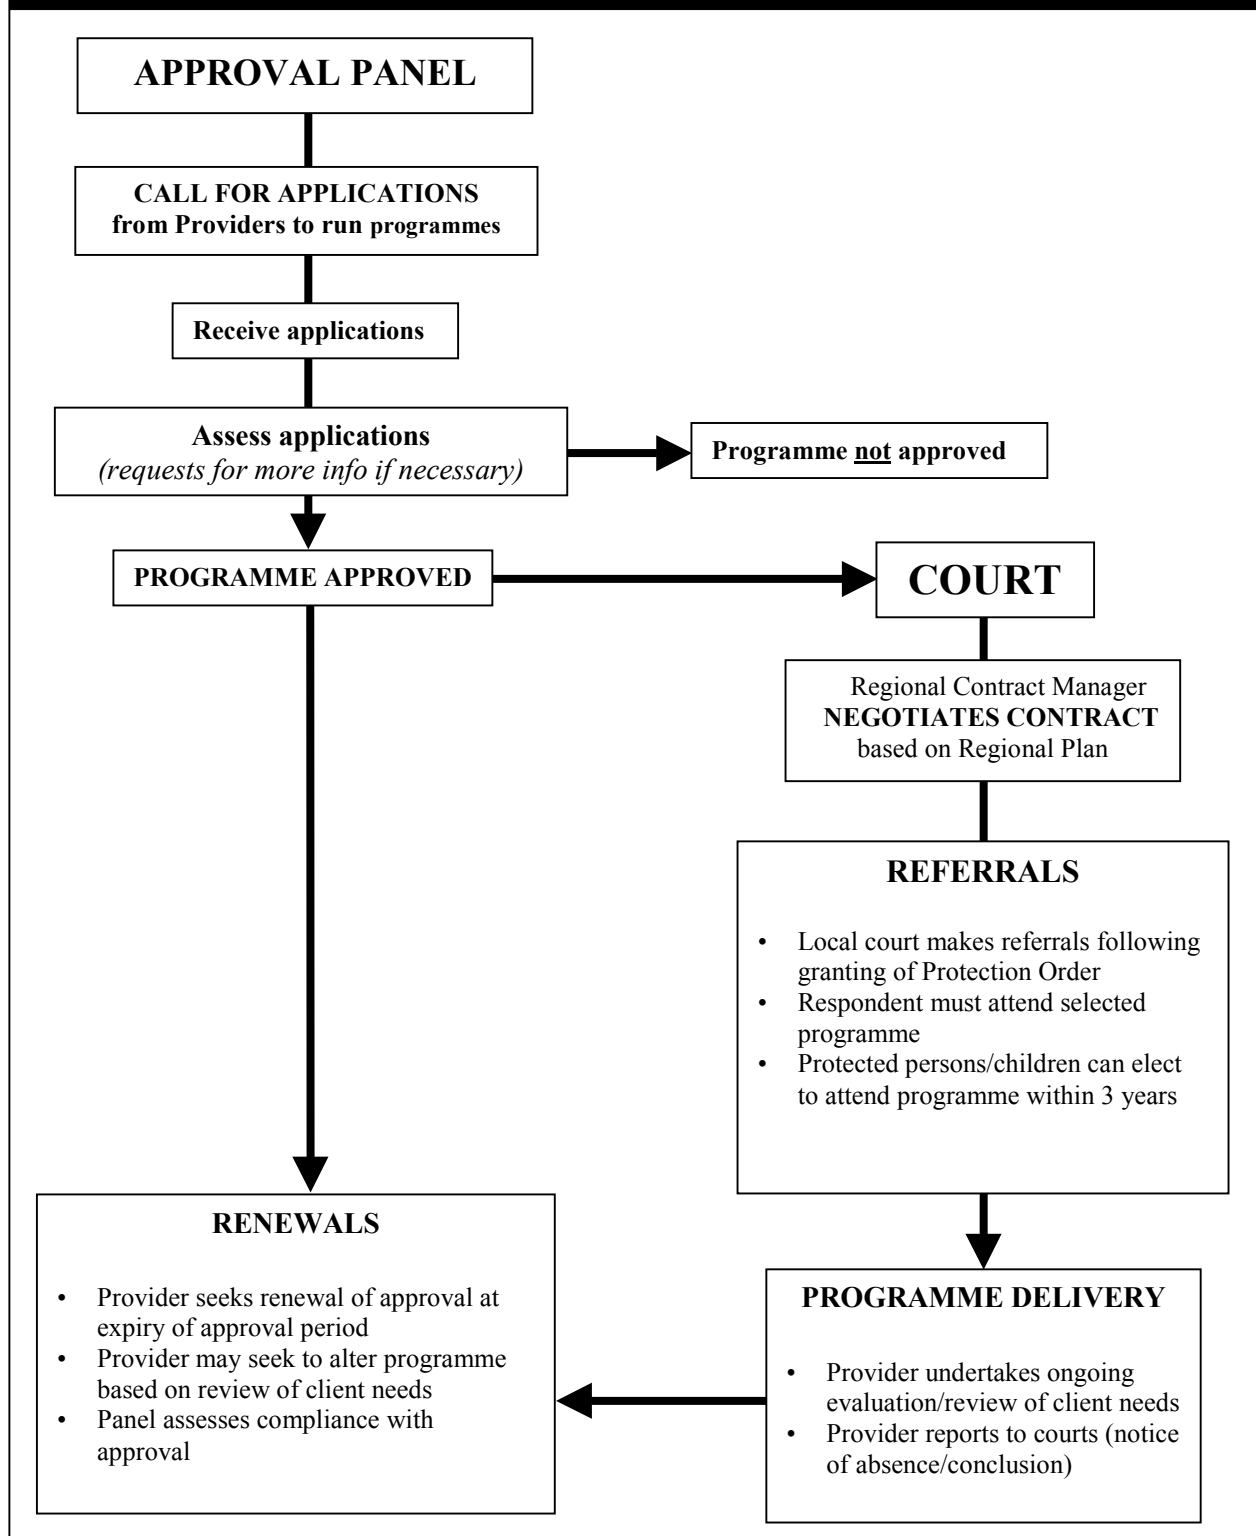 APPROVAL PANEL
CALL FOR APPLICATIONS
from Providers to run programmes
Receive applications
Assess applications
(requests for more info if necessary)
Programme not approved
PROGRAMME APPROVED
COURT
Regional Contract Manager
NEGOTIATES CONTRACT
based on Regional Plan
REFERRALS
• Local court makes referrals following
granting of Protection Order
• Respondent must attend selected
programme
• Protected persons/children can elect
to attend programme within 3 years
RENEWALS
• Provider seeks renewal of approval at
expiry of approval period
• Provider may seek to alter programme
based on review of client needs
• Panel assesses compliance with
approval
PROGRAMME DELIVERY
• Provider undertakes ongoing
evaluation/review of client needs
• Provider reports to courts (notice
of absence/conclusion)